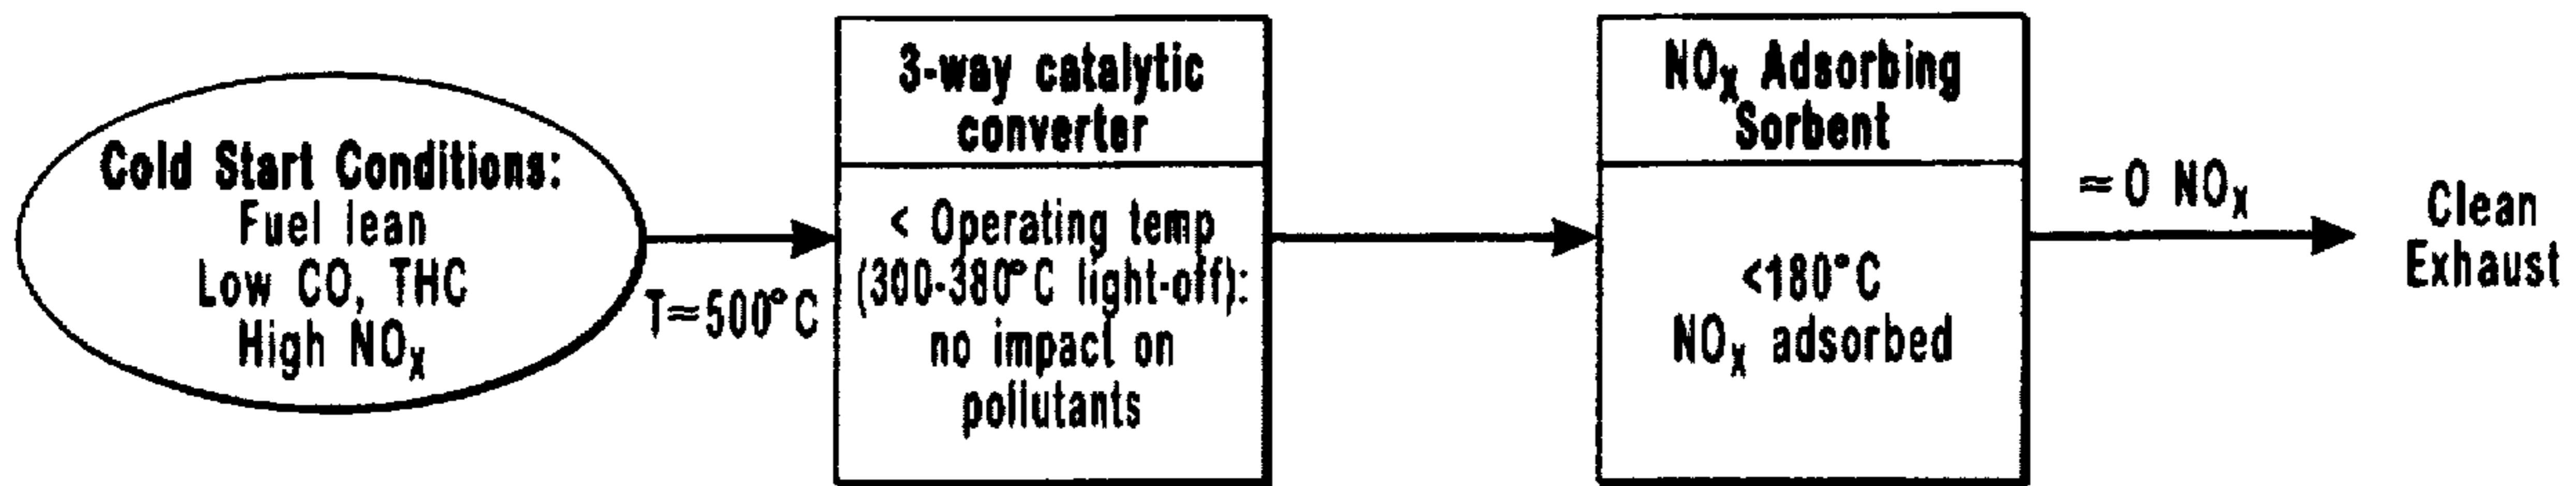 Cold Start Conditions:
Fuel lean
Low CO, THC
High NOx
T=500°C
3-way catalytic
converter
< Operating temp
(300-380°C light-off):
no impact on
pollutants
NOx Adsorbing
Sorbent
<180°C
NOx adsorbed
=0 NOx
Clean
Exhaust